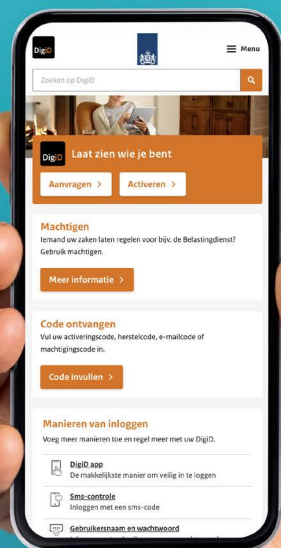 DigiD
Menu
Zoeken op DigiD
DigiD Laat zien wie je bent
Aanvragen >
Activeren >
Machtigen
Iemand uw zaken laten regelen voor bijv. de Belastingdienst?
Gebruik machtigen.
Meer informatie >
Code ontvangen
Vul uw activeringscode, herstelcode, e-mailcode of
machtigingscode in.
Code invullen >
Manieren van inloggen
Voeg meer manieren toe en regel meer met uw DigiD.
DigiD app
De makkelijkste manier om veilig in te loggen
Sms-controle
Inloggen met een sms-code
Gebruikersnaam en wachtwoord